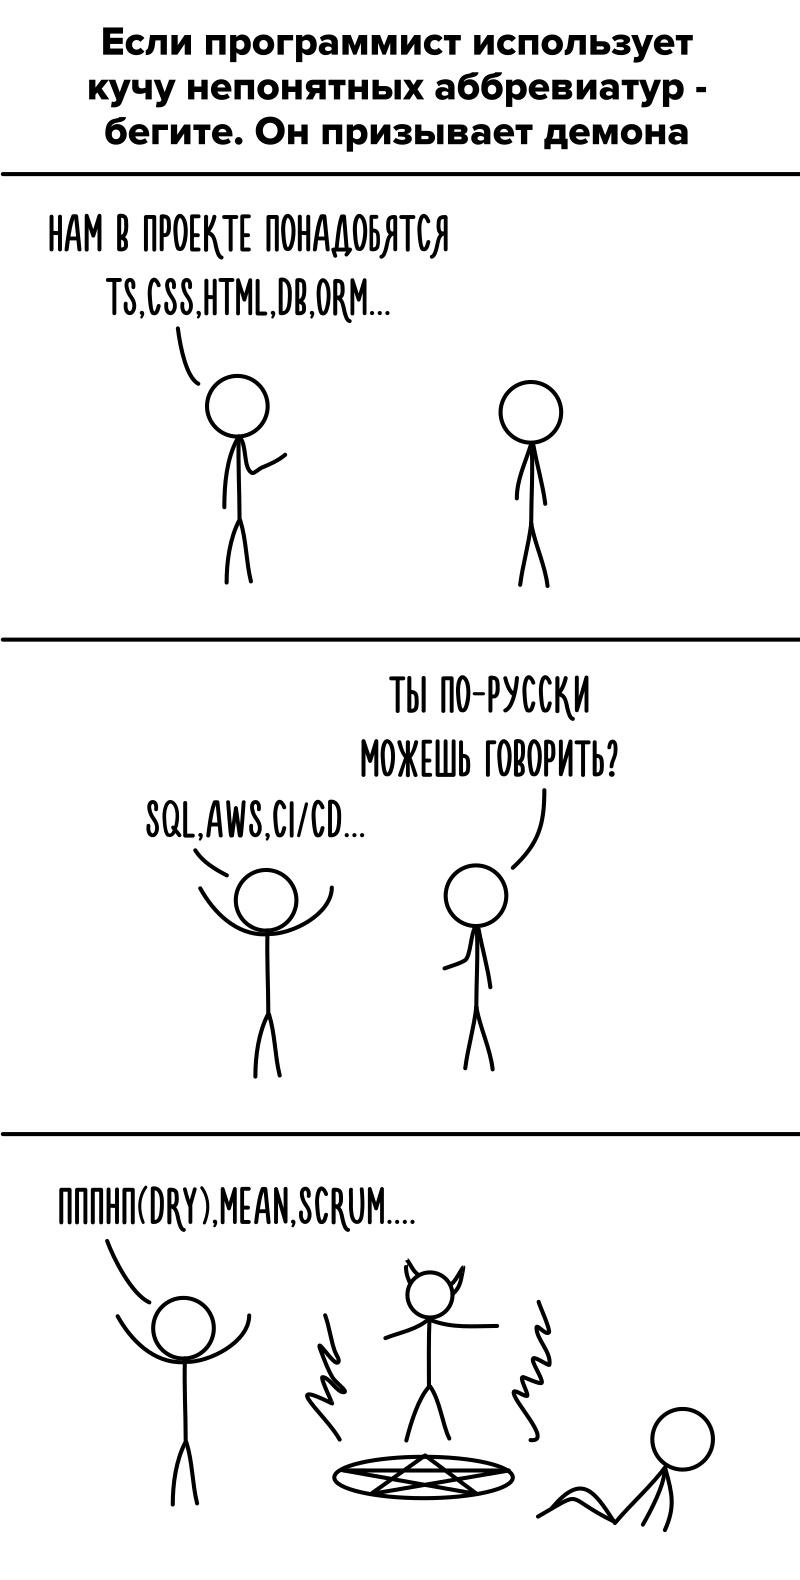 Если программист использует
кучу непонятных аббревиатур -
бегите. Он призывает демона
НАМ В ПРОЕКТЕ ПОНАДОБЯТСЯ
TS,CSS,HTML,DB,ORM...
ТЫ ПО-РУССКИ
МОЖЕШЬ ГОВОРИТЬ?
SQL,AWS,CI/CD...
ПППНП(DRY),MEAN,SCRUM....